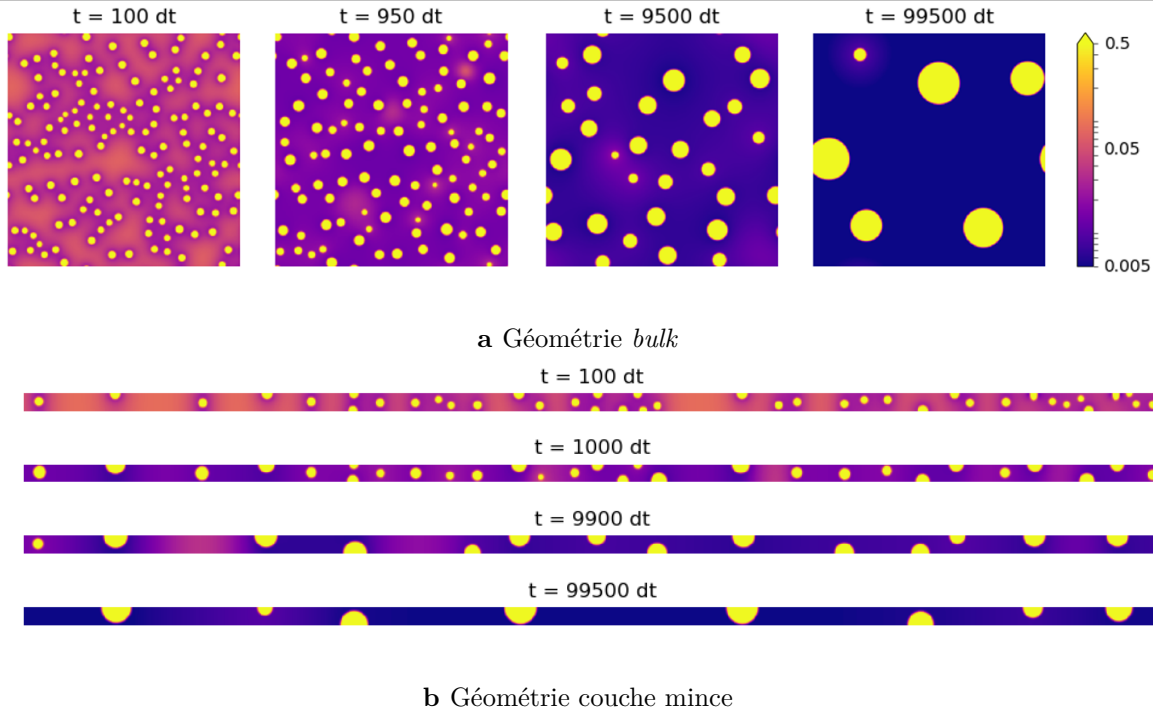 t = 100 dt t = 950 dt t = 9500 dt t = 99500 dt
0.5
0.05
0.005
a Géométrie bulk
t = 100 dt
t = 1000 dt
t = 9900 dt
t = 99500 dt
b Géométrie couche mince